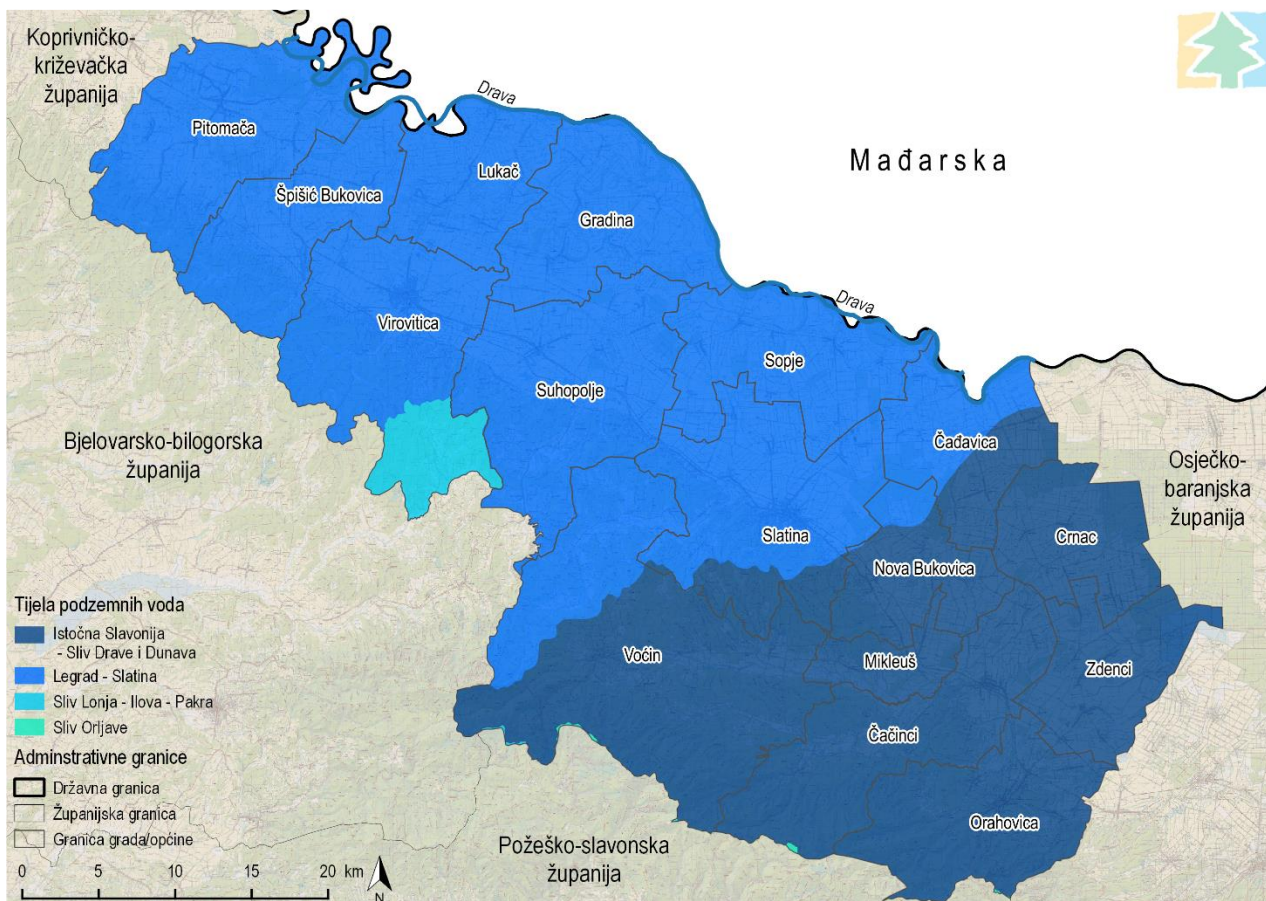 Koprivničko-
križevačka
županija
Drava
Pitomača
Lukač
Mađarska
Špišić Bukovica
Gradina
Drava
Virovitica
Sopje
Suhopolje
Bjelovarsko-bilogorska
županija
Čađavica
Osječko-
baranjska
županija
Slatina
Crnac
Nova Bukovica
Voćin
Mikleuš
Zdenci
Čačinci
Orahovica
Požeško-slavonska
županija
Tijela podzemnih voda
Istočna Slavonija
- Sliv Drave i Dunava
Legrad - Slatina
Sliv Lonja - Ilova - Pakra
Sliv Orljave
Adminstrativne granice
Državna granica
Županijska granica
Granica grada/općine
0 5 10 15 20 km
N